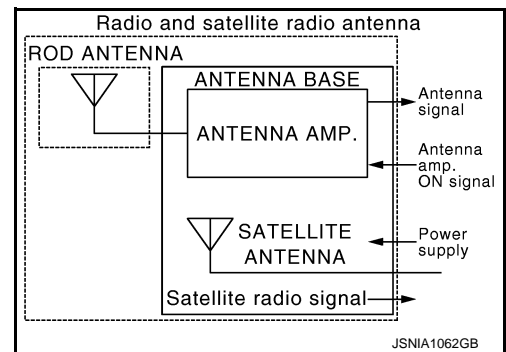 Radio and satellite radio antenna
ROD ANTENNA
ANTENNA BASE
ANTENNA AMP.
Antenna
signal
Antenna
amp.
ON signal
SATELLITE
ANTENNA
Power
supply
Satellite radio signal
JSNIA1062GB